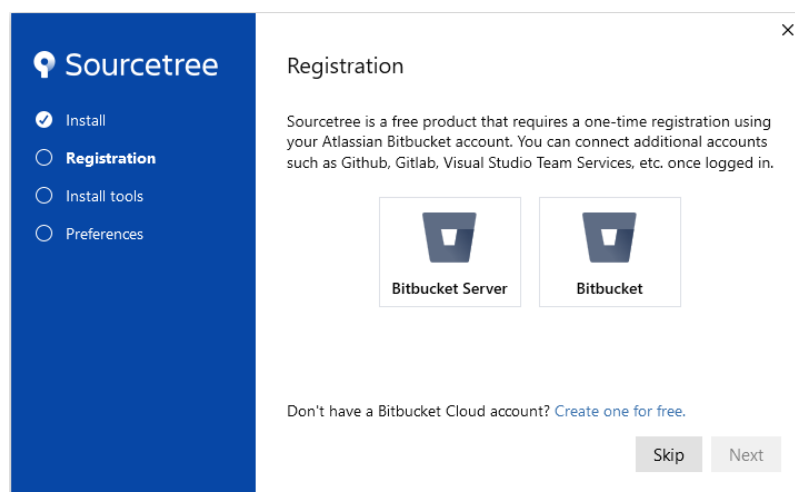 Sourcetree
Install
Registration
Install tools
Preferences
Registration
Sourcetree is a free product that requires a one-time registration using
your Atlassian Bitbucket account. You can connect additional accounts
such as Github, Gitlab, Visual Studio Team Services, etc. once logged in.
Bitbucket Server
Bitbucket
Don't have a Bitbucket Cloud account? Create one for free.
Skip
Next